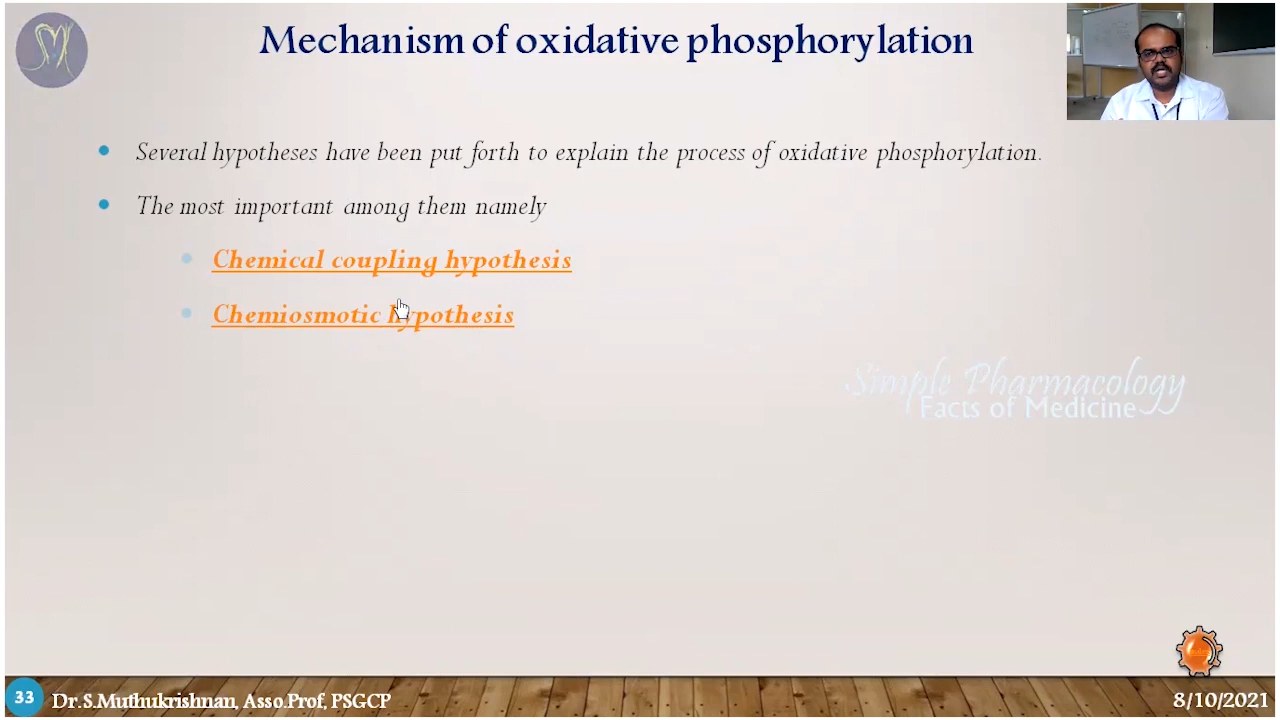 Mechanism of oxidative phosphorylation
Several hypotheses have been put forth to explain the process of oxidative phosphorylation.
The most important among them namely
Chemical coupling hypothesis
Chemiosmotic hypothesis
Simple Pharmacology
Facts of Medicine
33 Dr.S.Muthukrishnan, Asso.Prof, PSGCP
8/10/2021